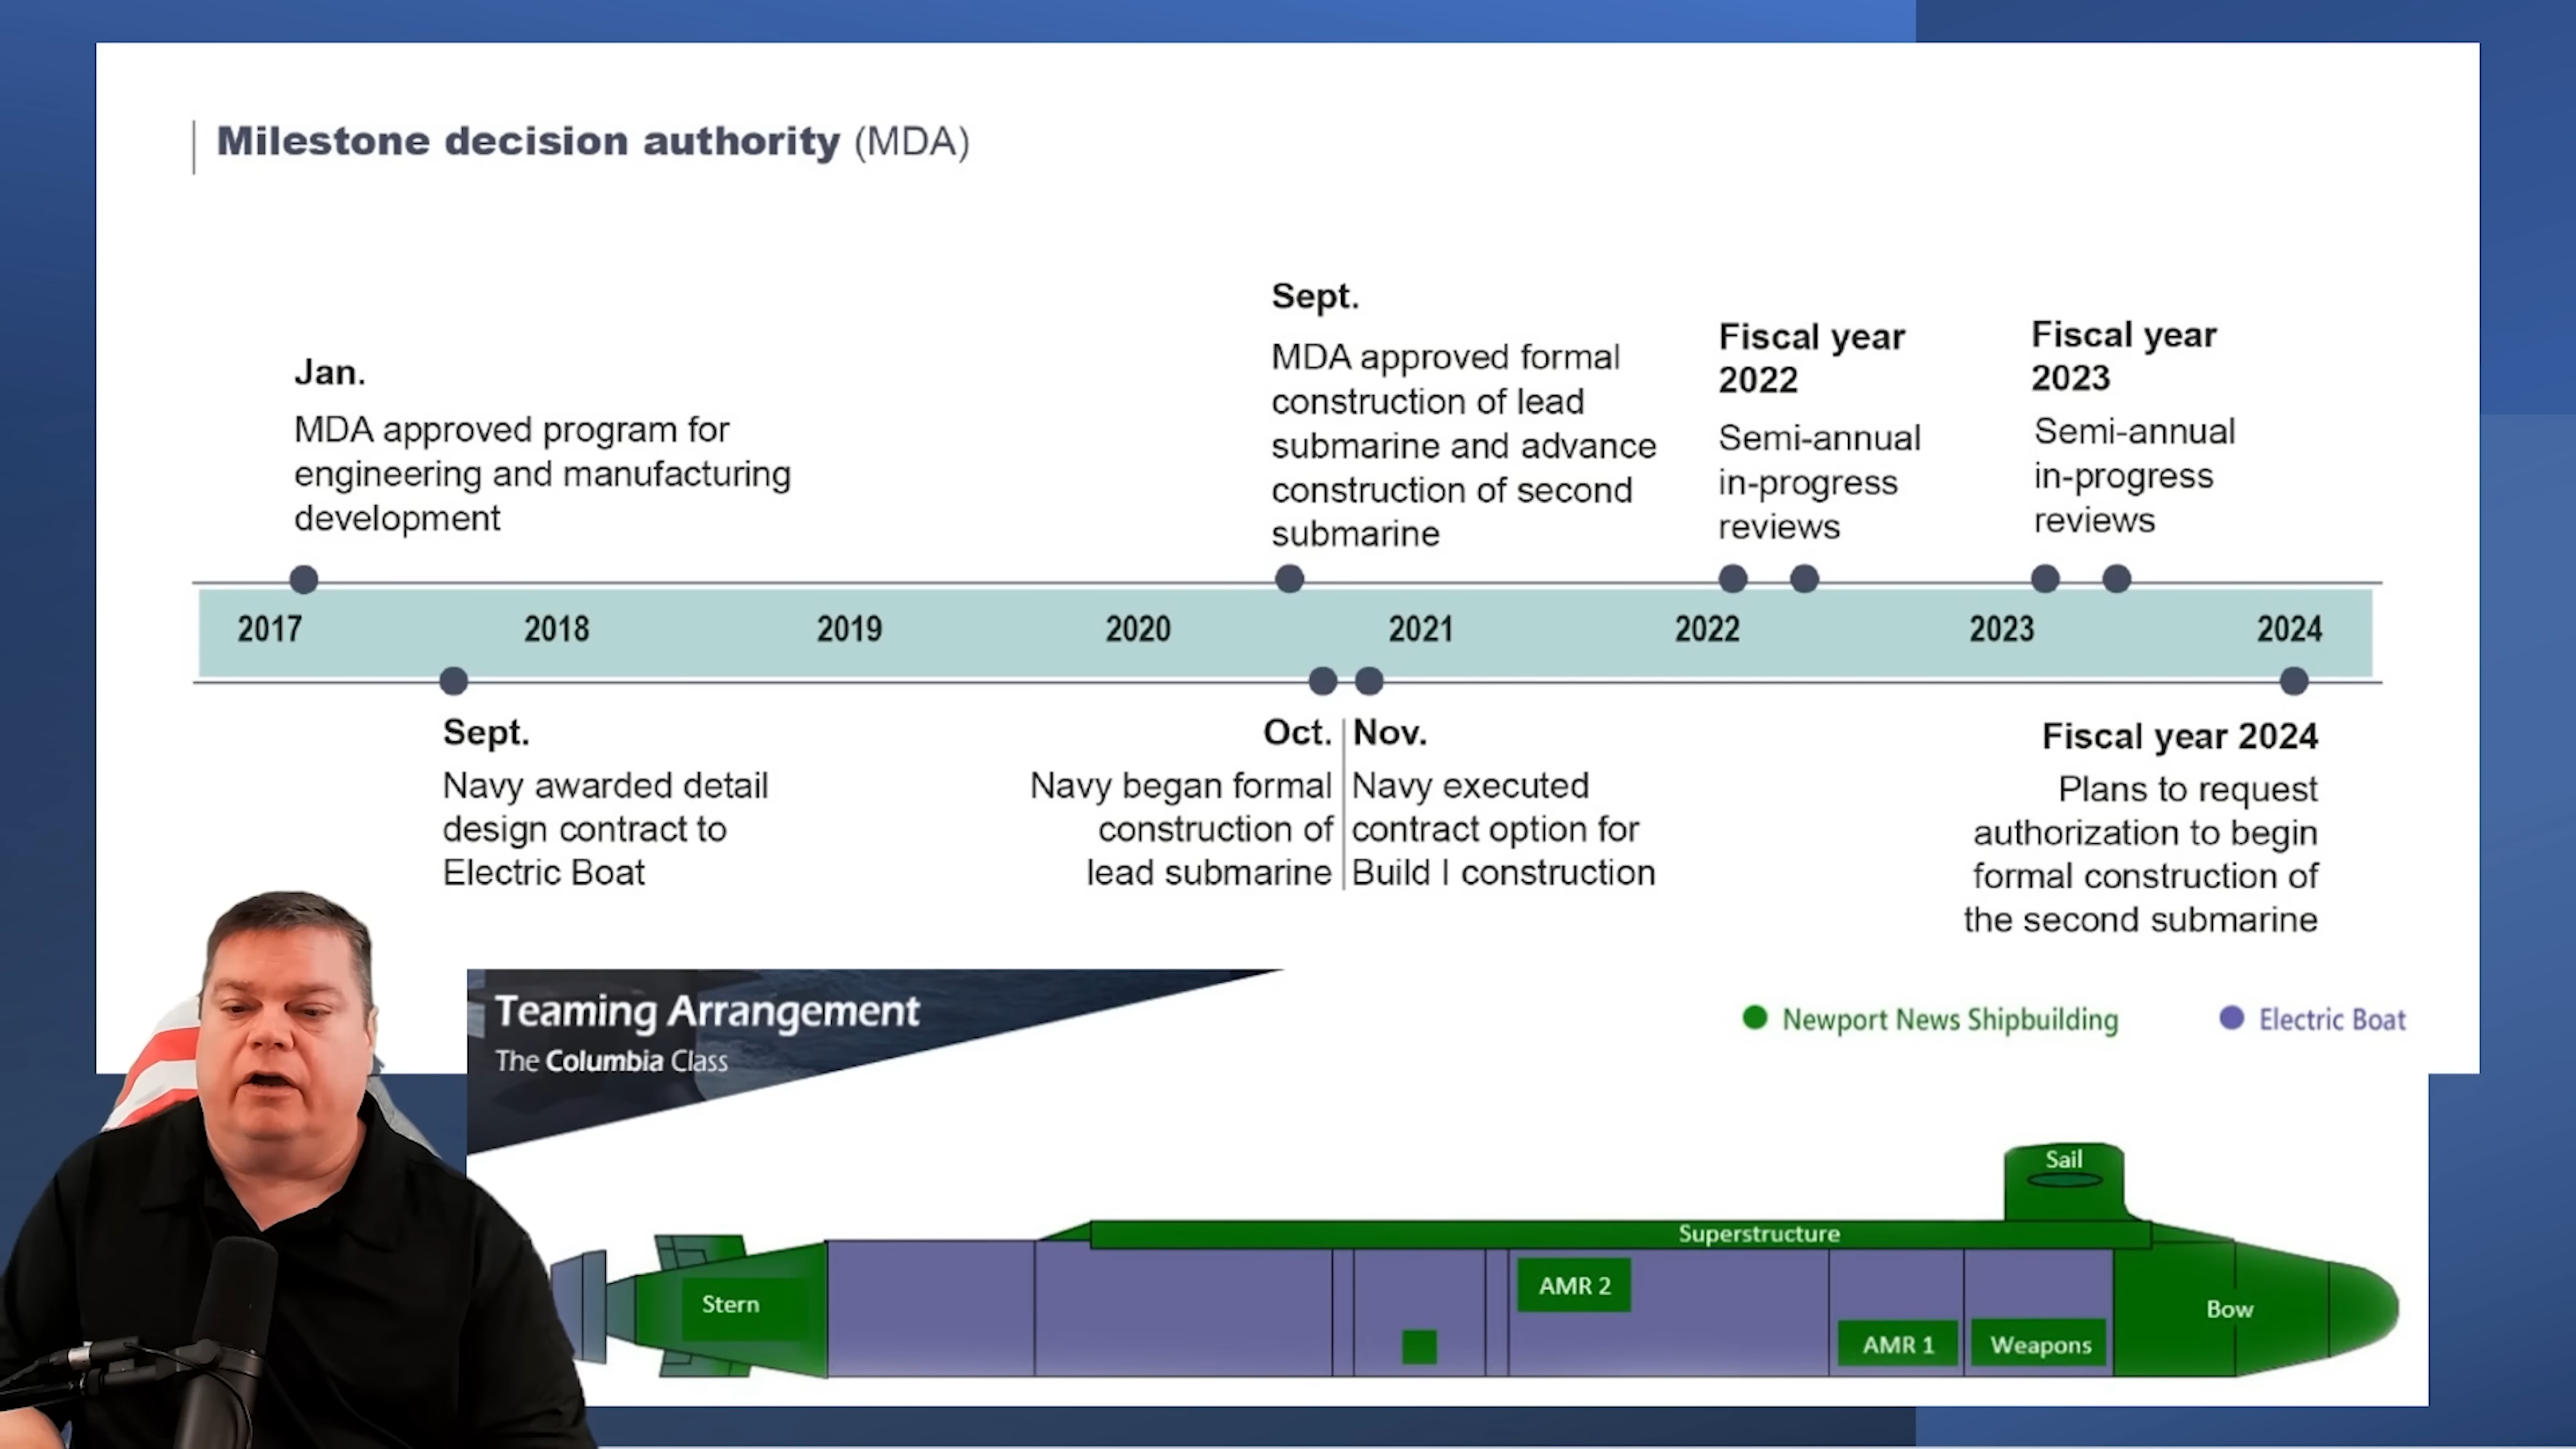 Milestone decision authority (MDA)
Jan.
MDA approved program for
engineering and manufacturing
development
Sept.
MDA approved formal
construction of lead
submarine and advance
construction of second
submarine
Fiscal year
2022
Semi-annual
in-progress
reviews
Fiscal year
2023
Semi-annual
in-progress
reviews
2017 2018 2019 2020 2021 2022 2023 2024
Sept.
Navy awarded detail
design contract to
Electric Boat
Oct.
Navy began formal
construction of
lead submarine
Nov.
Navy executed
contract option for
Build I construction
Fiscal year 2024
Plans to request
authorization to begin
formal construction of
the second submarine
Teaming Arrangement
The Columbia Class
Newport News Shipbuilding
Electric Boat
Sail
Superstructure
Stern
AMR 2
AMR 1
Weapons
Bow